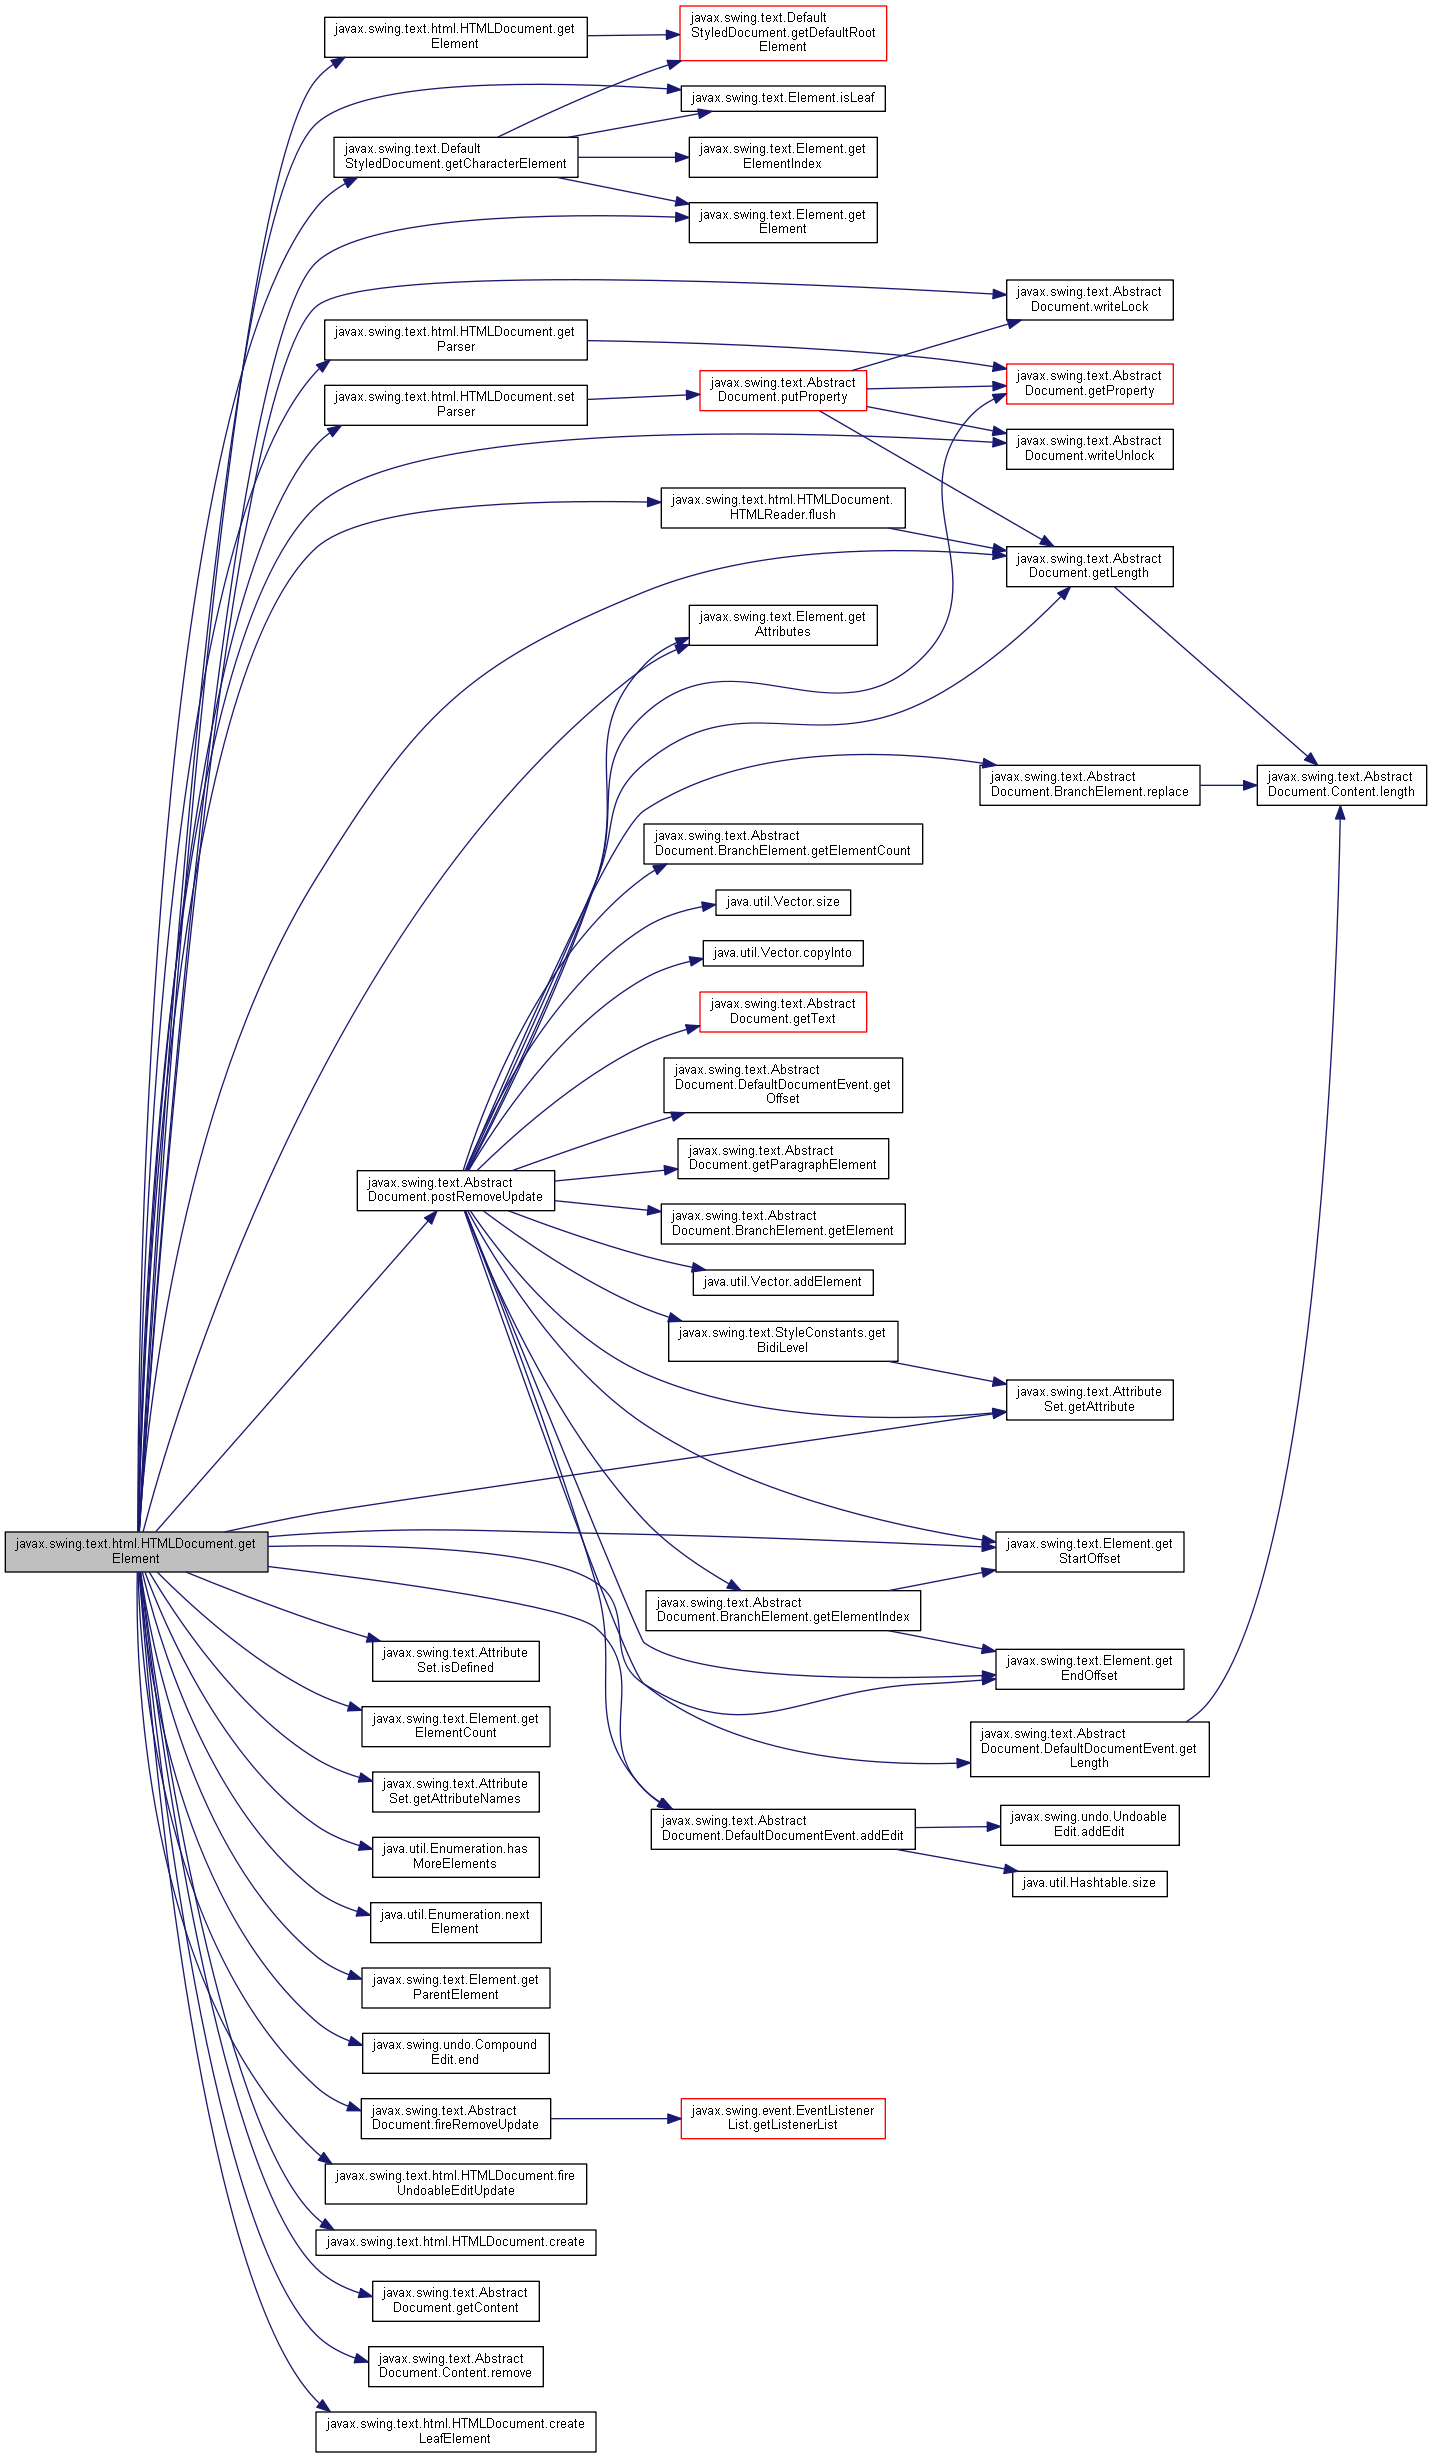 javax.swing.text.html.HTMLDocument.get
Element
javax.swing.text.Default
StyledDocument.getDefaultRoot
Element
javax.swing.text.Element.isLeaf
javax.swing.text.Default
StyledDocument.getCharacterElement
javax.swing.text.Element.get
ElementIndex
javax.swing.text.Element.get
Element
javax.swing.text.Abstract
Document.writeLock
javax.swing.text.html.HTMLDocument.get
Parser
javax.swing.text.Abstract
Document.putProperty
javax.swing.text.Abstract
Document.getProperty
javax.swing.text.html.HTMLDocument.set
Parser
javax.swing.text.Abstract
Document.writeUnlock
javax.swing.text.html.HTMLDocument.
HTMLReader.flush
javax.swing.text.Abstract
Document.getLength
javax.swing.text.Element.get
Attributes
javax.swing.text.Abstract
Document.BranchElement.replace
javax.swing.text.Abstract
Document.Content.length
javax.swing.text.Abstract
Document.BranchElement.getElementCount
java.util.Vector.size
java.util.Vector.copyInto
javax.swing.text.Abstract
Document.getText
javax.swing.text.Abstract
Document.DefaultDocumentEvent.get
Offset
javax.swing.text.Abstract
Document.getParagraphElement
javax.swing.text.Abstract
Document.postRemoveUpdate
javax.swing.text.Abstract
Document.BranchElement.getElement
java.util.Vector.addElement
javax.swing.text.StyleConstants.get
BidiLevel
javax.swing.text.Attribute
Set.getAttribute
javax.swing.text.html.HTMLDocument.get
Element
javax.swing.text.Element.get
StartOffset
javax.swing.text.Abstract
Document.BranchElement.getElementIndex
javax.swing.text.Attribute
Set.isDefined
javax.swing.text.Element.get
EndOffset
javax.swing.text.Element.get
ElementCount
javax.swing.text.Abstract
Document.DefaultDocumentEvent.get
Length
javax.swing.text.Attribute
Set.getAttributeNames
javax.swing.text.Abstract
Document.DefaultDocumentEvent.addEdit
javax.swing.undo.Undoable
Edit.addEdit
java.util.Enumeration.has
MoreElements
java.util.Hashtable.size
java.util.Enumeration.next
Element
javax.swing.text.Element.get
ParentElement
javax.swing.undo.Compound
Edit.end
javax.swing.text.Abstract
Document.fireRemoveUpdate
javax.swing.event.EventListener
List.getListenerList
javax.swing.text.html.HTMLDocument.fire
UndoableEditUpdate
javax.swing.text.html.HTMLDocument.create
javax.swing.text.Abstract
Document.getContent
javax.swing.text.Abstract
Document.Content.remove
javax.swing.text.html.HTMLDocument.create
LeafElement